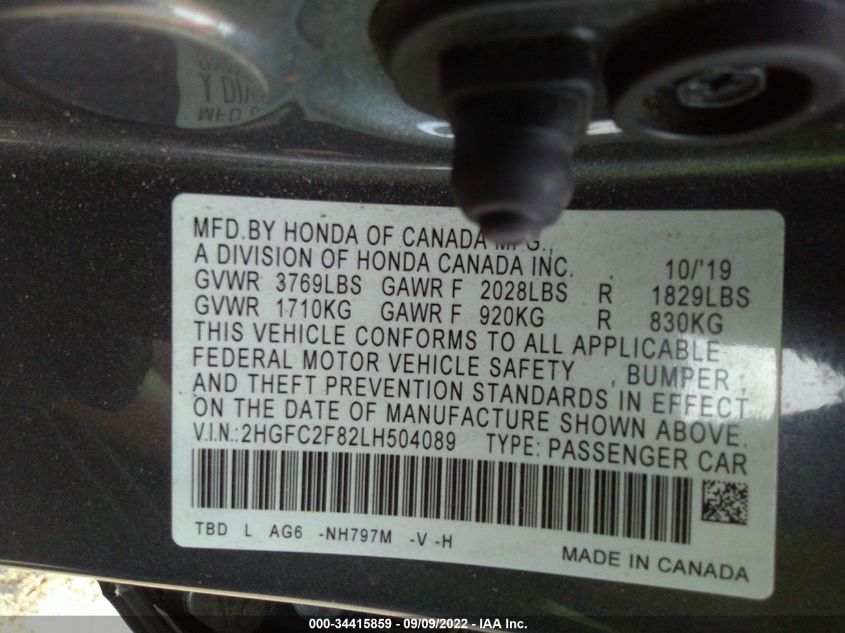 MFD.BY HONDA OF CANADA MFG.,
A DIVISION OF HONDA CANADA INC. 10/'19
GVWR 3769LBS GAWR F 2028LBS R 1829LBS
GVWR 1710KG GAWR F 920KG R 830KG
THIS VEHICLE CONFORMS TO ALL APPLICABLE
FEDERAL MOTOR VEHICLE SAFETY , BUMPER ,
AND THEFT PREVENTION STANDARDS IN EFFECT
ON THE DATE OF MANUFACTURE SHOWN ABOVE.
V.I.N.:2HGFC2F82LH504089 TYPE: PASSENGER CAR
TBD L AG6 -NH797M -V -H
MADE IN CANADA
000-34415859 - 09/09/2022 - IAA Inc.